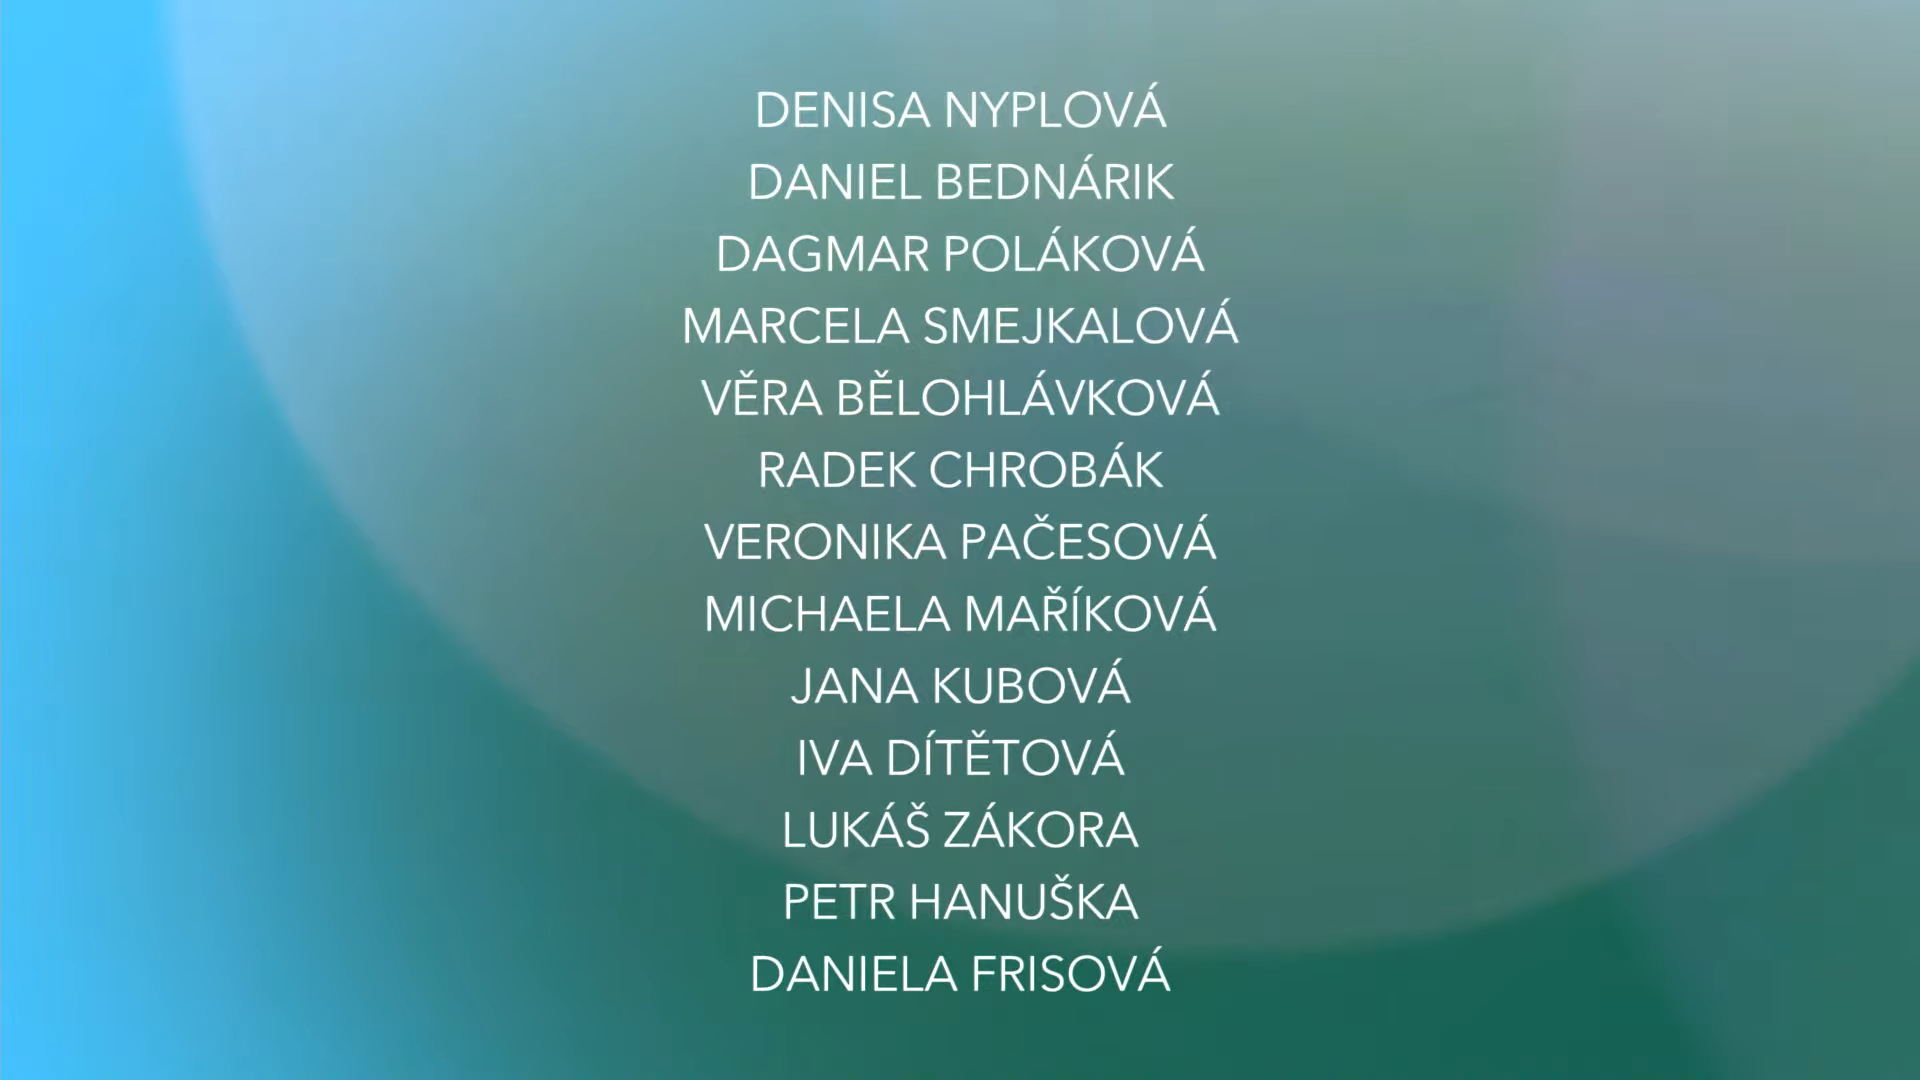 DENISA NYPLOVÁ
DANIEL BEDNÁRIK
DAGMAR POLÁKOVÁ
MARCELA SMEJKALOVÁ
VĚRA BĚLOHLÁVKOVÁ
RADEK CHROBÁK
VERONIKA PAČESOVÁ
MICHAELA MAŘÍKOVÁ
JANA KUBOVÁ
IVA DÍTĚTOVÁ
LUKÁŠ ZÁKORA
PETR HANUŠKA
DANIELA FRISOVÁ